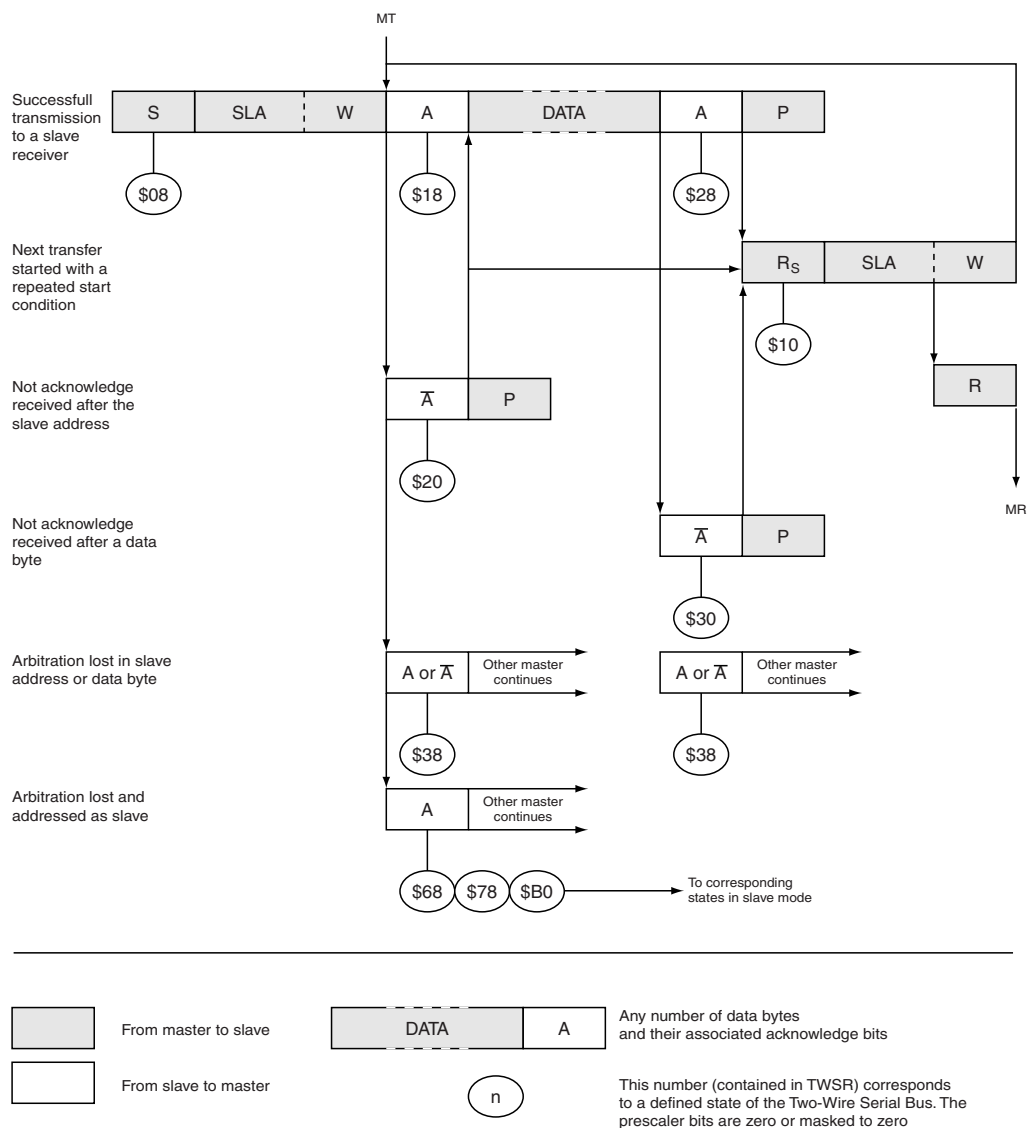 MT
Successfull
transmission
to a slave
receiver
S SLA W A DATA A P
$08 $18 $28
Next transfer
started with a
repeated start
condition
RS SLA W
$10
Not acknowledge
received after the
slave address
A̅ P
R
$20
MR
Not acknowledge
received after a data
byte
A̅ P
$30
Arbitration lost in slave
address or data byte
A or A̅
Other master
continues
A or A̅
Other master
continues
$38 $38
Arbitration lost and
addressed as slave
A
Other master
continues
$68 $78 $B0
To corresponding
states in slave mode
From master to slave
DATA A
Any number of data bytes
and their associated acknowledge bits
From slave to master
n
This number (contained in TWSR) corresponds
to a defined state of the Two-Wire Serial Bus. The
prescaler bits are zero or masked to zero